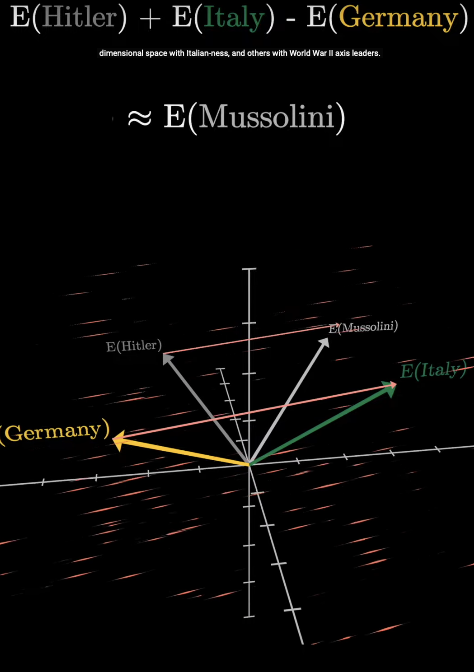 E(Hitler) + E(Italy) - E(Germany)
dimensional space with Italian-ness, and others with World War II axis leaders.
≈ E(Mussolini)
E(Mussolini)
E(Hitler)
E(Italy)
(Germany)